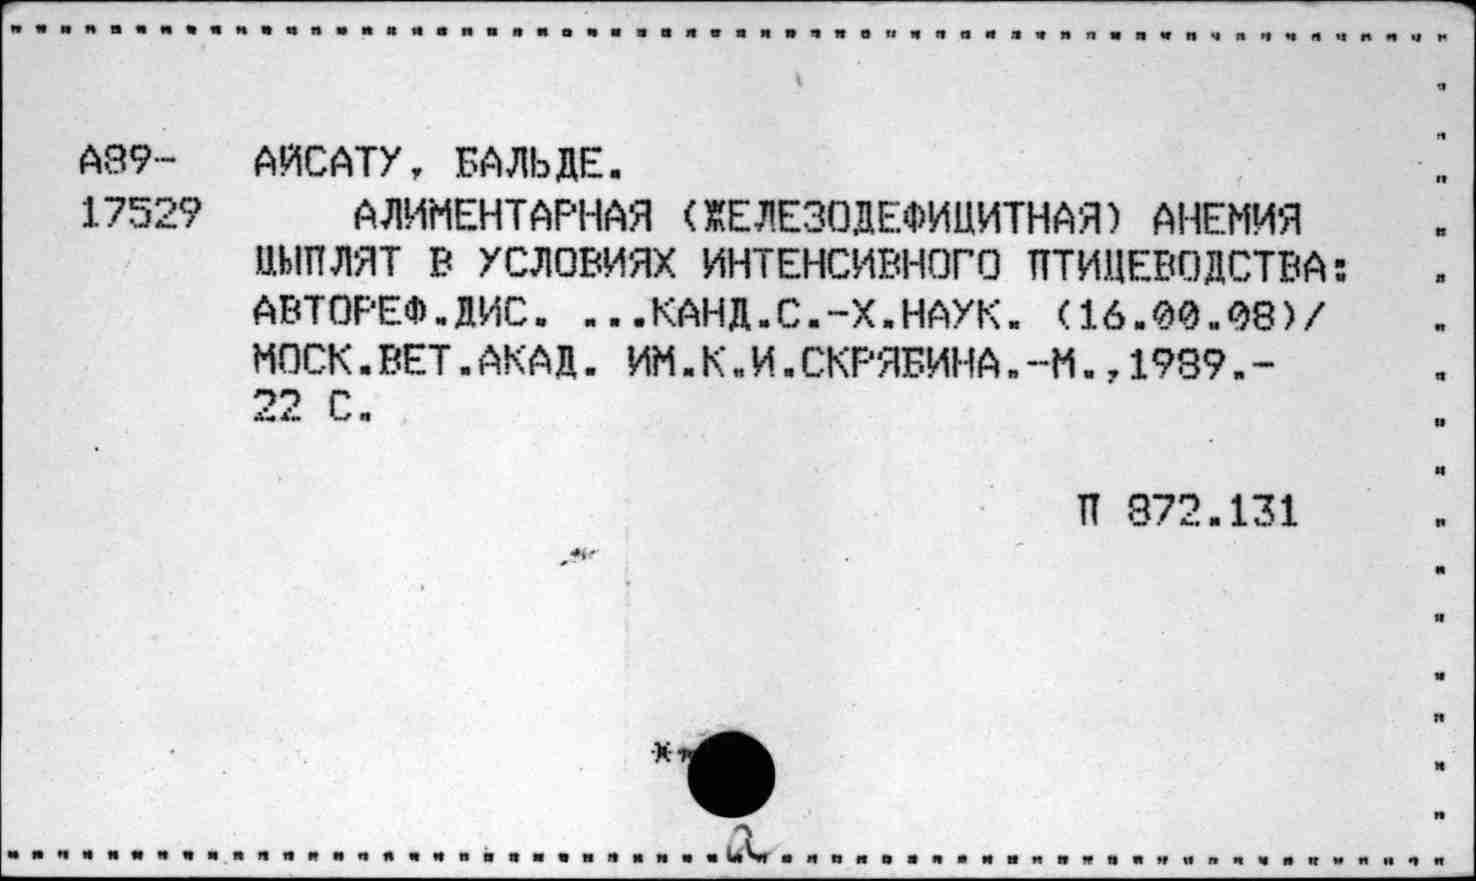 А89- АЙСАТУ, БАЛЬДЕ.
17529 АЛИМЕНТАРНАЯ (ЖЕЛЕЗОДЕФИЦИТНАЯ) АНЕМИЯ
ЦЫПЛЯТ В УСЛОВИЯХ ИНТЕНСИВНОГО ПТИЦЕВОДСТВА:
АВТОРЕФ.ДИС. ...КАНД.С.-Х.НАУК. (16.00.08)/
МОСК.ВЕТ.АКАД. ИМ.К.И.СКРЯБИНА.-М.,1989.-
22 С.
П 872.131